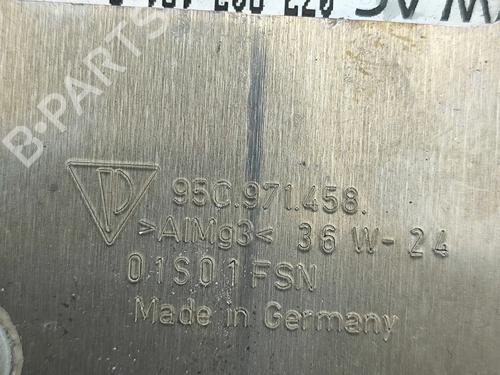 B-PARTS
95C.971.458.
>AlMg3< 36 W-24
01S01FSN
Made in Germany